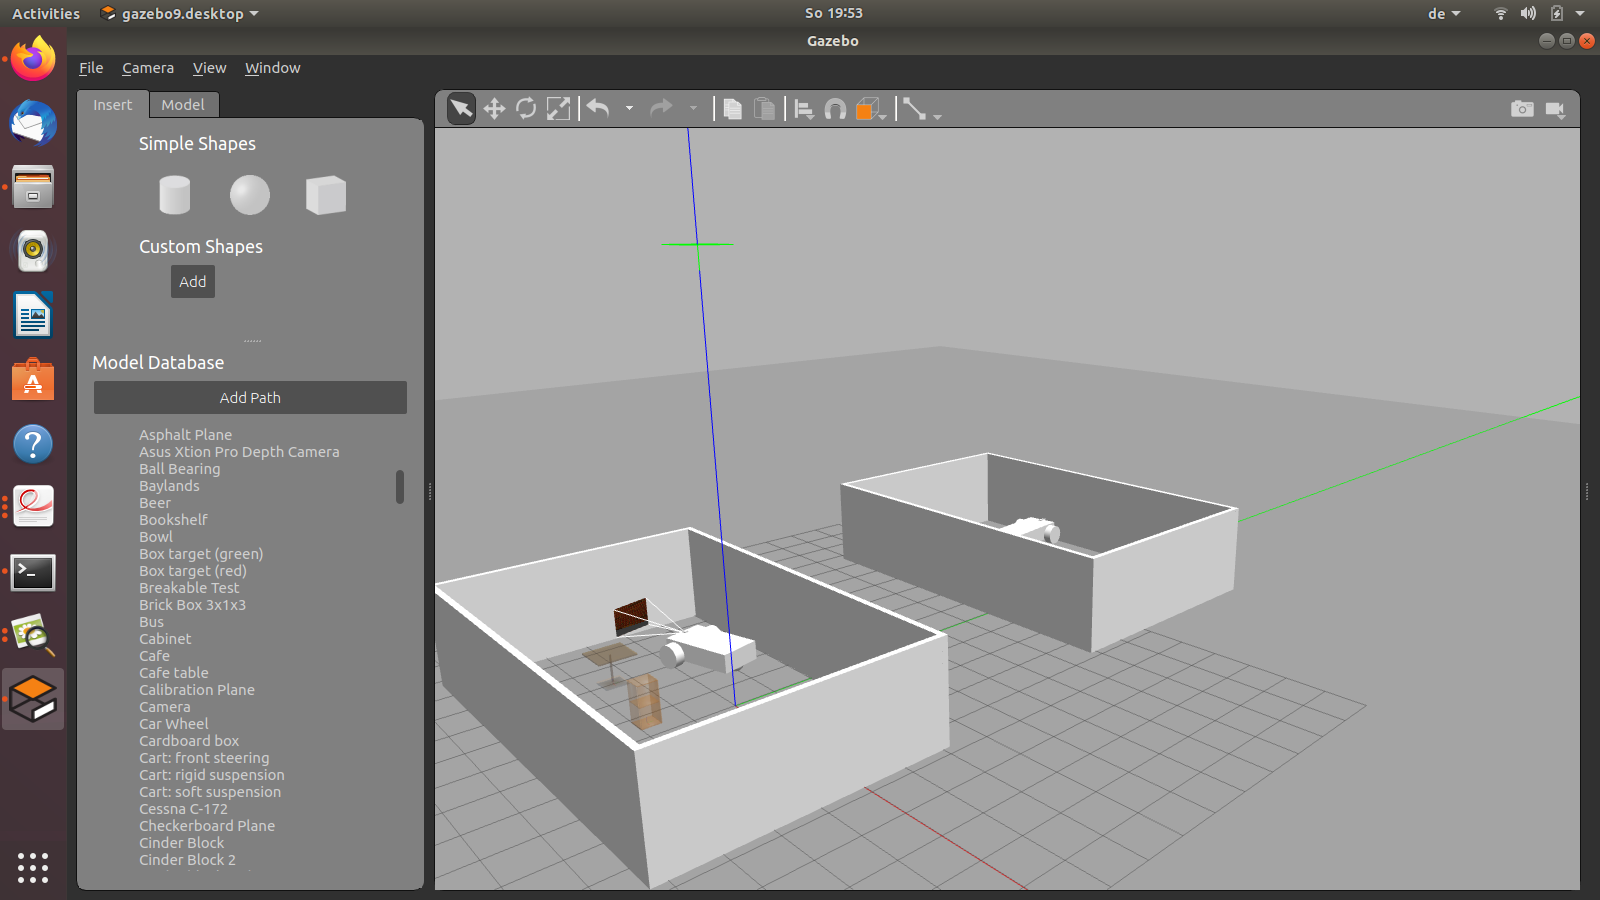 Activities
gazebo9.desktop
So 19:53
de
Gazebo
File Camera View Window
Insert Model
Simple Shapes
Custom Shapes
Add
Model Database
Add Path
Asphalt Plane
Asus Xtion Pro Depth Camera
Ball Bearing
Baylands
Beer
Bookshelf
Bowl
Box target (green)
Box target (red)
Breakable Test
Brick Box 3x1x3
Bus
Cabinet
Cafe
Cafe table
Calibration Plane
Camera
Car Wheel
Cardboard box
Cart: front steering
Cart: rigid suspension
Cart: soft suspension
Cessna C-172
Checkerboard Plane
Cinder Block
Cinder Block 2